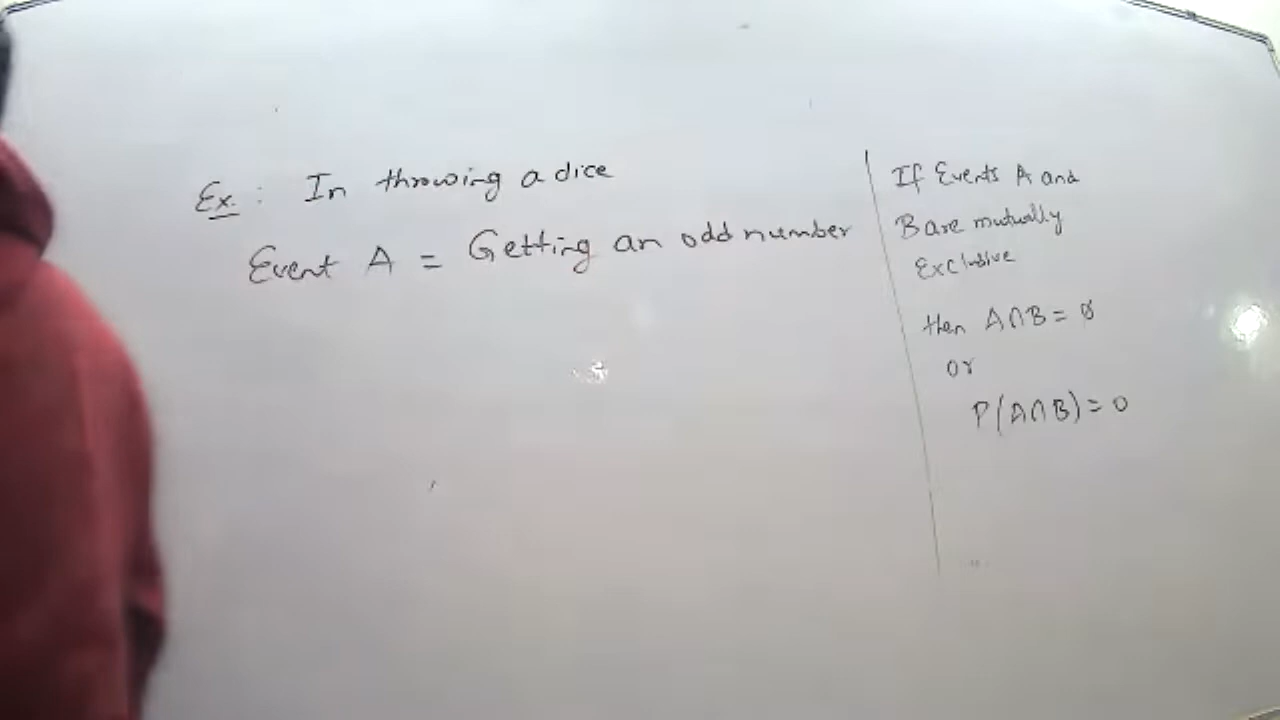 Ex : In throwing a dice
Event A = Getting an odd number
If Events A and
B are mutually
Exclusive
then A∩B = ∅
or
P(A∩B) = 0